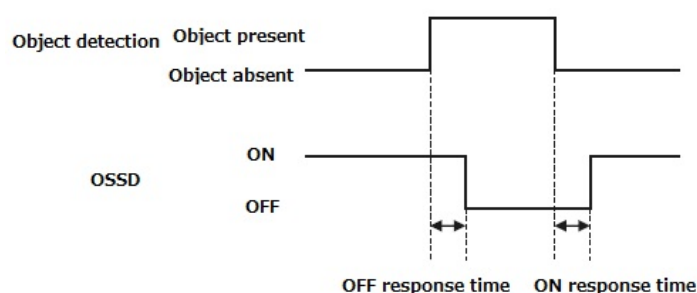 Object detection
Object present
Object absent
OSSD
ON
OFF
OFF response time
ON response time